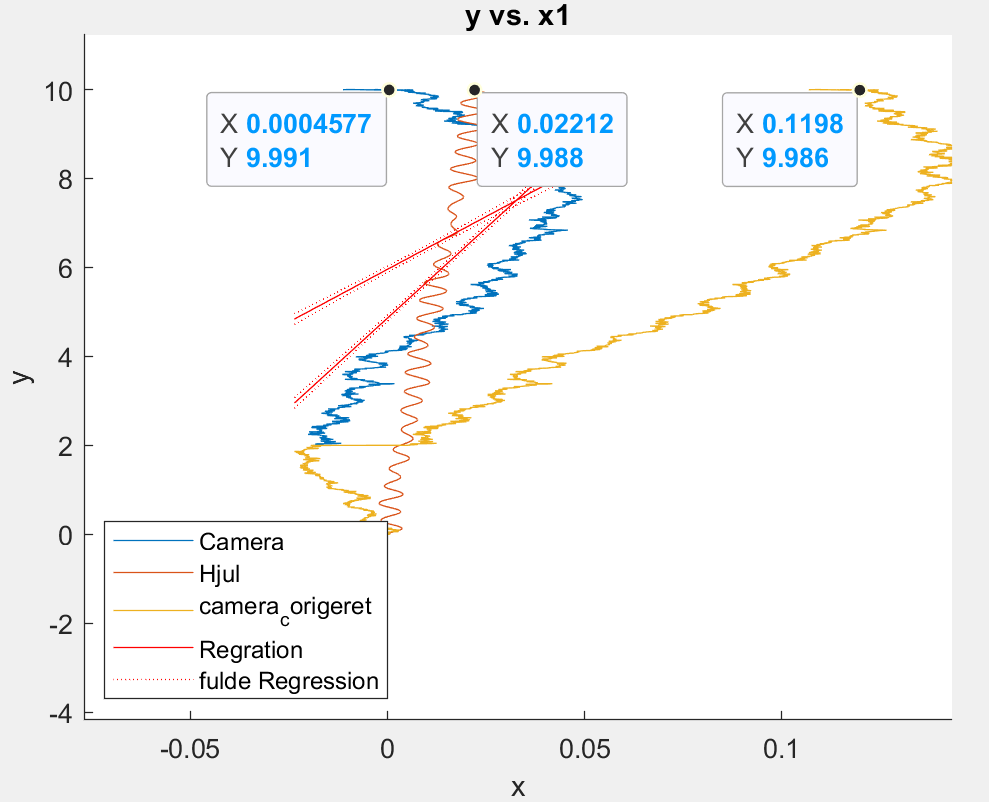 y vs. x1
10
8
6
4
2
0
-2
-4
y
X 0.0004577
Y 9.991
X 0.02212
Y 9.988
X 0.1198
Y 9.986
Camera
Hjul
camera_corigeret
Regration
fulde Regression
-0.05
0
0.05
0.1
x